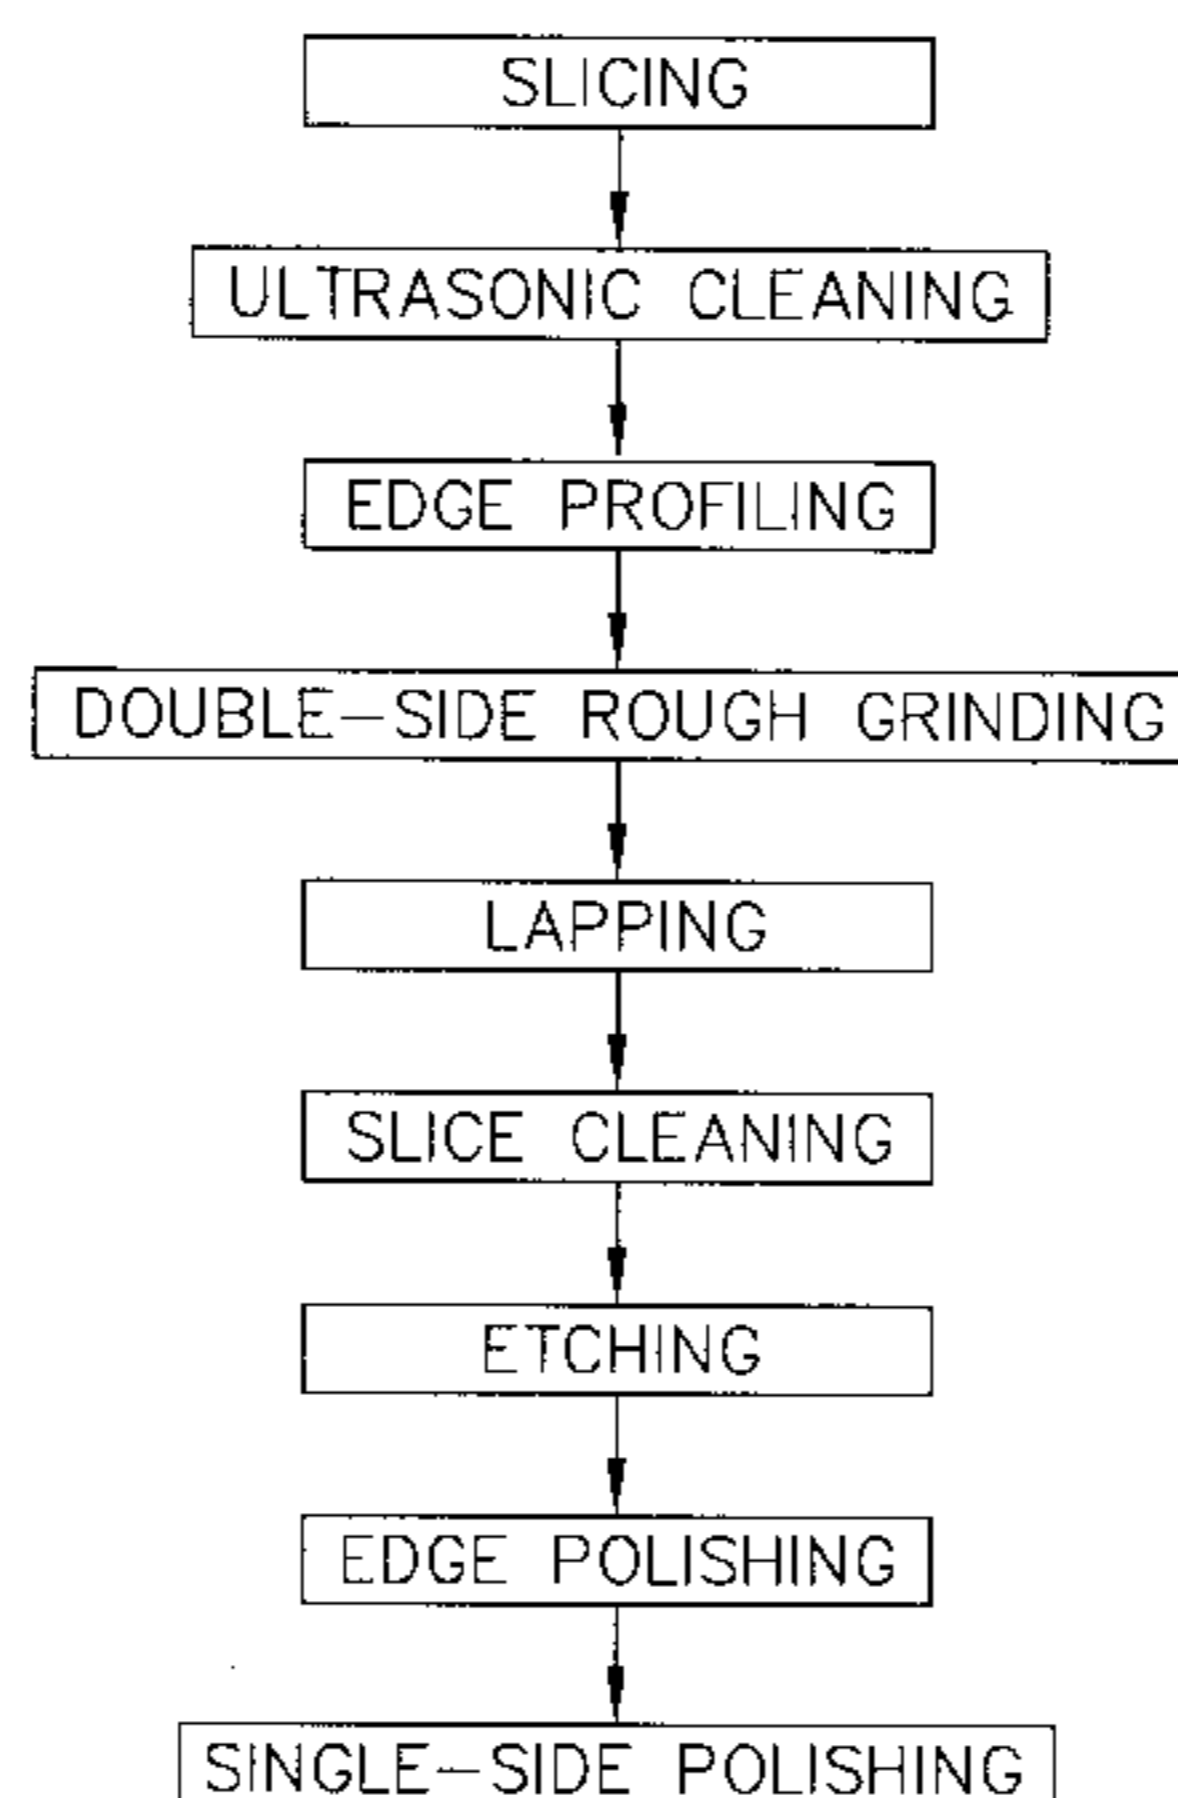 SLICING
ULTRASONIC CLEANING
EDGE PROFILING
DOUBLE-SIDE ROUGH GRINDING
LAPPING
SLICE CLEANING
ETCHING
EDGE POLISHING
SINGLE-SIDE POLISHING